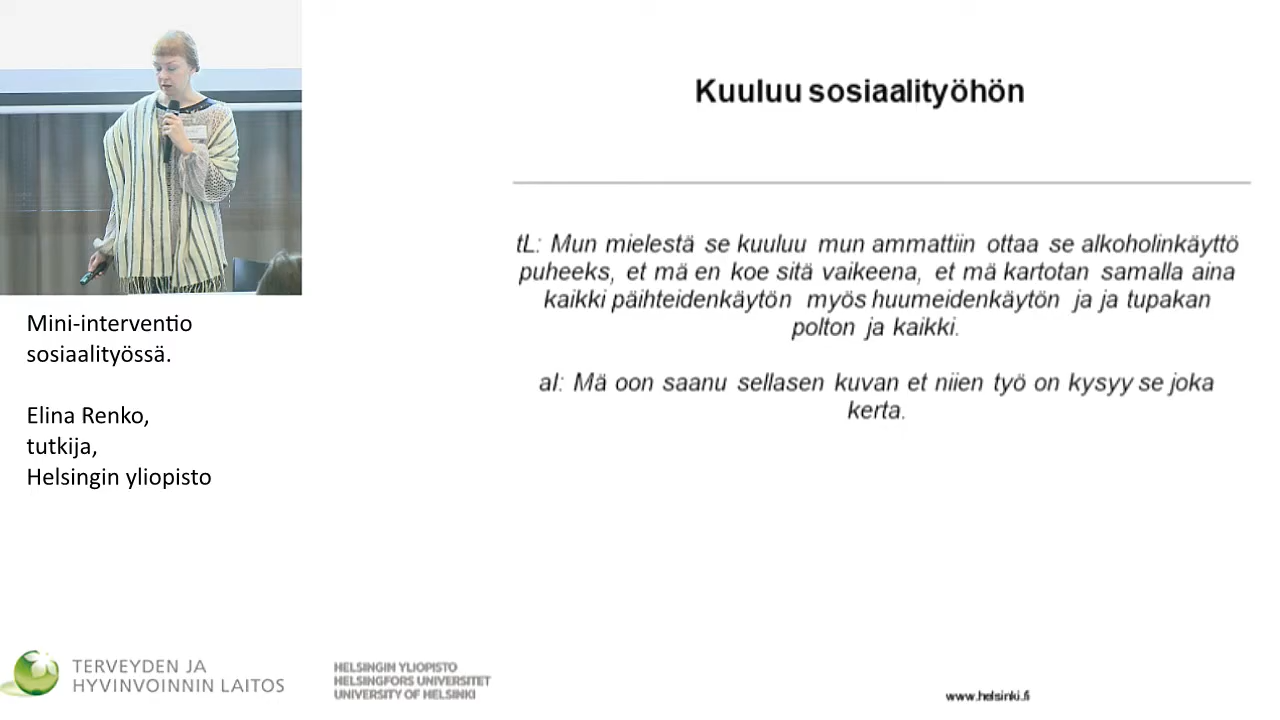 Kuuluu sosiaalityöhön
tL: Mun mielestä se kuuluu mun ammattiin ottaa se alkoholinkäyttö
puheeks, et mä en koe sitä vaikeena, et mä kartotan samalla aina
kaikki päihteidenkäytön myös huumeidenkäytön ja ja tupakan
polton ja kaikki.
aI: Mä oon saanu sellasen kuvan et niien työ on kysyy se joka
kerta.
Mini-interventio
sosiaalityössä.
Elina Renko,
tutkija,
Helsingin yliopisto
TERVEYDEN JA
HYVINVOINNIN LAITOS
HELSINGIN YLIOPISTO
HELSINGFORS UNIVERSITET
UNIVERSITY OF HELSINKI
www.helsinki.fi